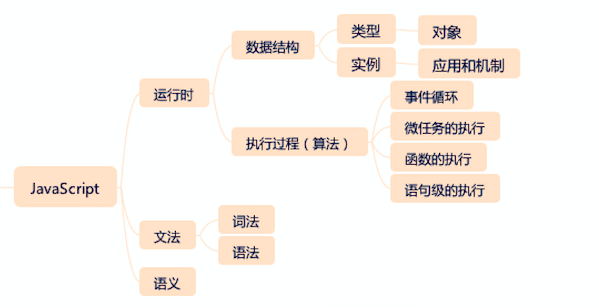 类型
对象
数据结构
实例
应用和机制
运行时
事件循环
微任务的执行
执行过程（算法）
函数的执行
语句级的执行
JavaScript
词法
文法
语法
语义